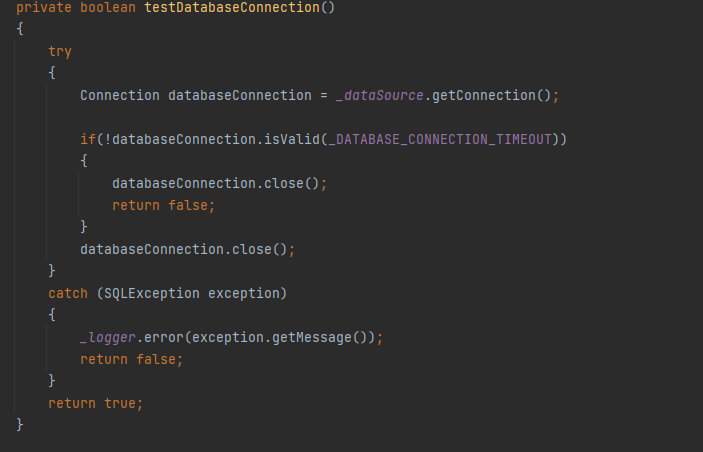 private boolean testDatabaseConnection()
{
    try
    {
        Connection databaseConnection = _dataSource.getConnection();

        if(!databaseConnection.isValid(_DATABASE_CONNECTION_TIMEOUT))
        {
            databaseConnection.close();
            return false;
        }
        databaseConnection.close();
    }
    catch (SQLException exception)
    {
        _logger.error(exception.getMessage());
        return false;
    }
    return true;
}